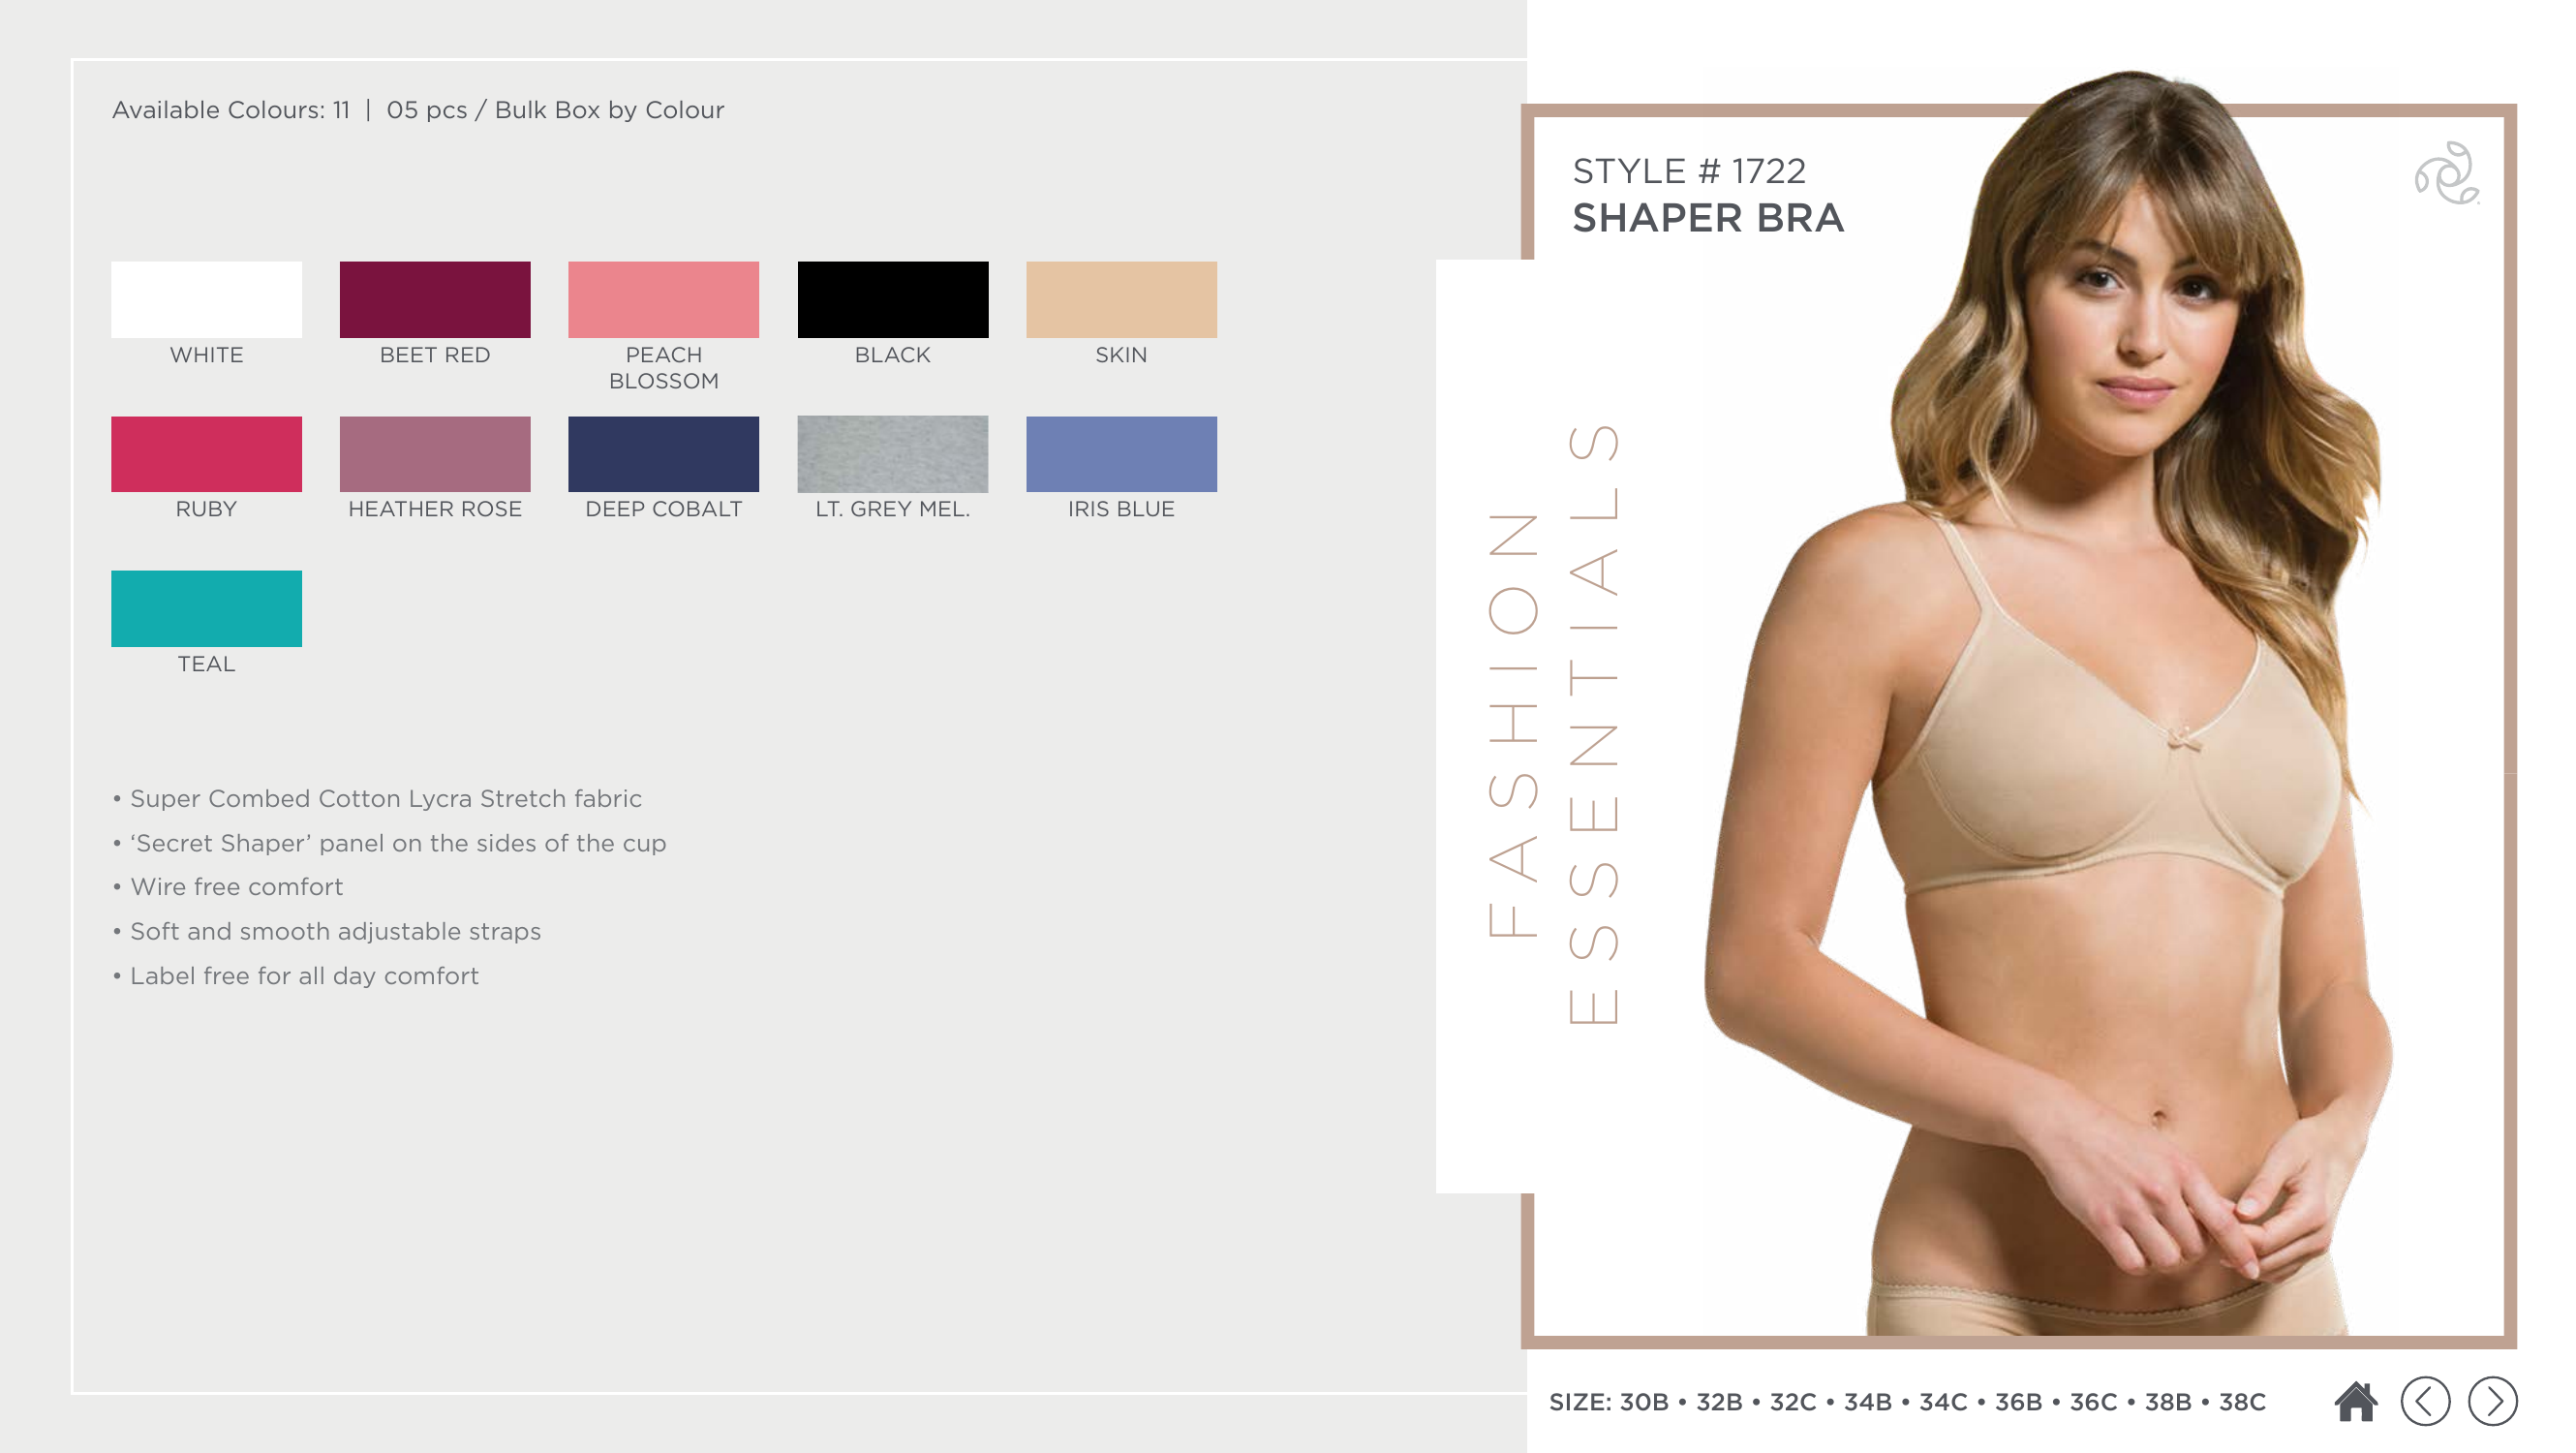 Available Colours: 11 | 05 pcs / Bulk Box by Colour
WHITE
BEET RED
PEACH
BLOSSOM
BLACK
SKIN
RUBY
HEATHER ROSE
DEEP COBALT
LT. GREY MEL.
IRIS BLUE
TEAL
• Super Combed Cotton Lycra Stretch fabric
• ‘Secret Shaper’ panel on the sides of the cup
• Wire free comfort
• Soft and smooth adjustable straps
• Label free for all day comfort
STYLE # 1722
SHAPER BRA
FASHION
ESSENTIALS
SIZE: 30B • 32B • 32C • 34B • 34C • 36B • 36C • 38B • 38C